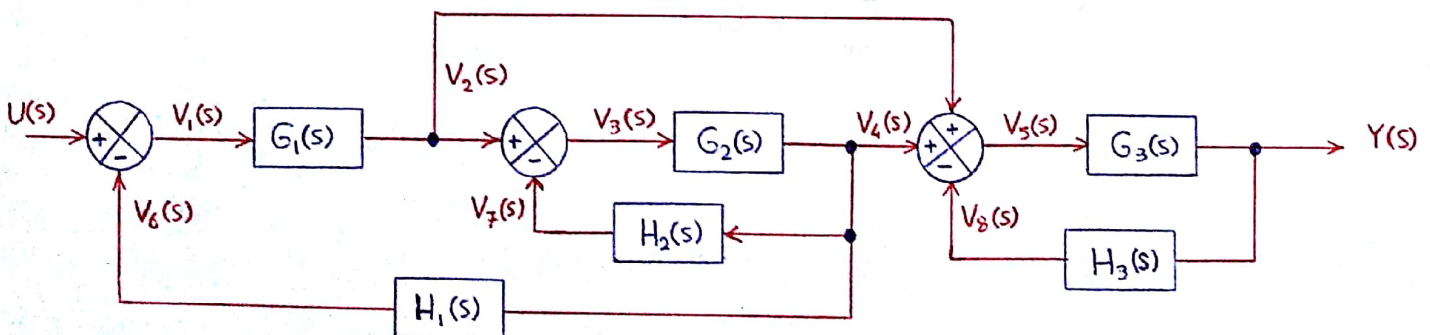 V₂(s)
U(s) + - V₁(s) G₁(s) + - V₃(s) G₂(s) V₄(s) + + - V₅(s) G₃(s) Y(s)
V₆(s) V₇(s) H₂(s) V₈(s) H₃(s)
H₁(s)